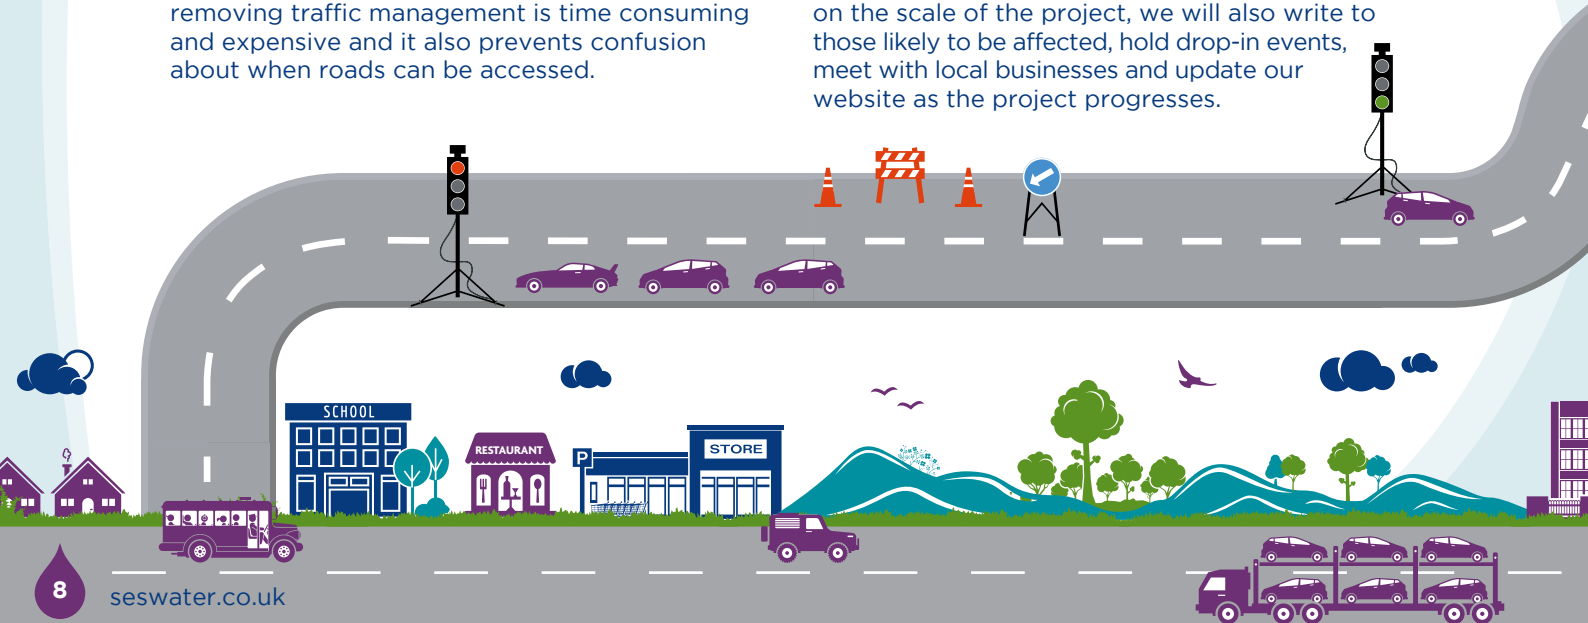 removing traffic management is time consuming
and expensive and it also prevents confusion
about when roads can be accessed.
on the scale of the project, we will also write to
those likely to be affected, hold drop-in events,
meet with local businesses and update our
website as the project progresses.
SCHOOL
RESTAURANT
P
STORE
8
seswater.co.uk